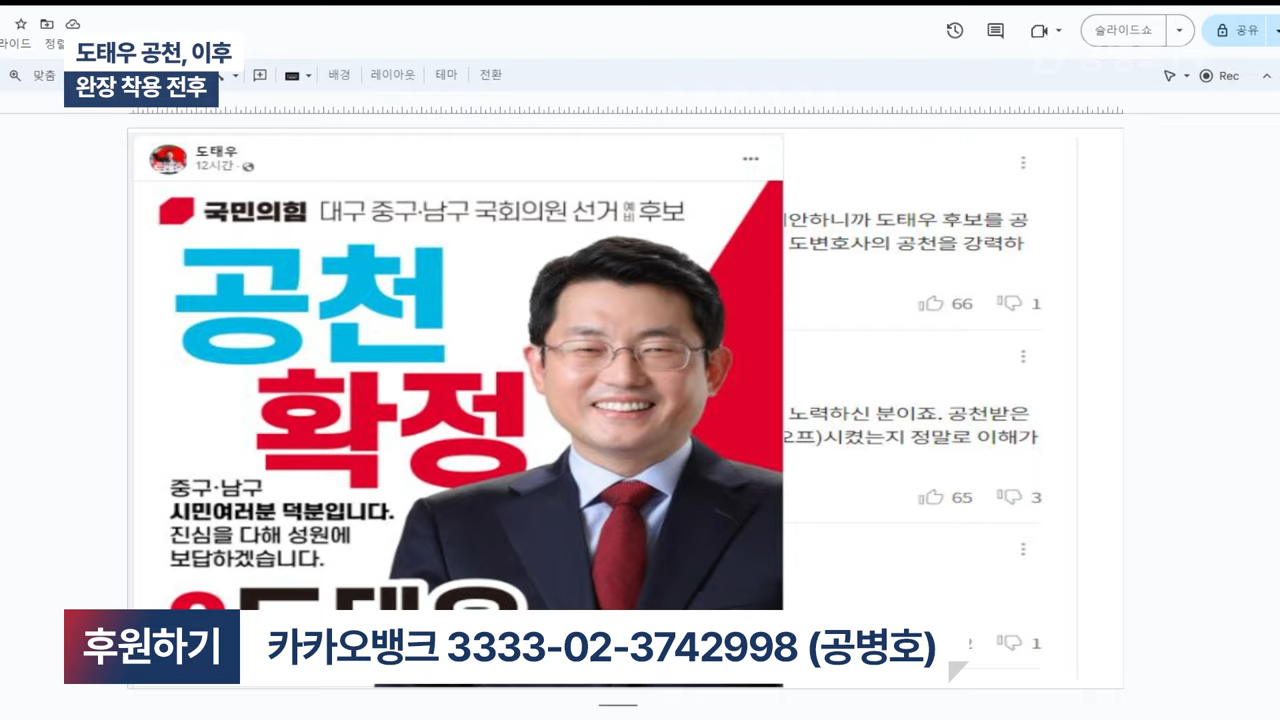 도태우 공천, 이후
완장 착용 전후
라이드 정렬
맞춤
배경 레이아웃 테마 전환
슬라이드쇼
공유
Rec
도태우
12시간
국민의힘 대구 중구·남구 국회의원 선거 예비 후보
공천
확정
중구·남구
시민여러분 덕분입니다.
진심을 다해 성원에
보답하겠습니다.
도태우
안하니까 도태우 후보를 공
도변호사의 공천을 강력하
66 1
노력하신 분이죠. 공천받은
오프)시켰는지 정말로 이해가
65 3
1
후원하기
카카오뱅크 3333-02-3742998 (공병호)